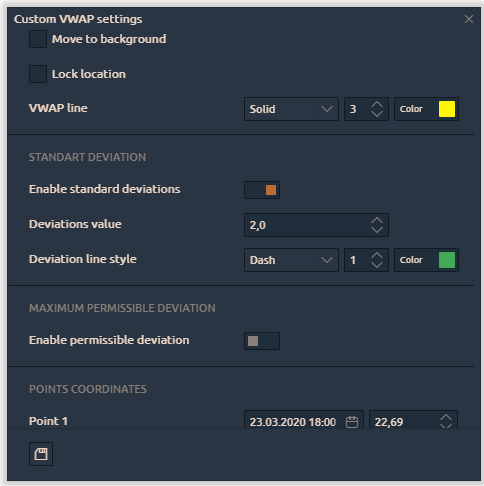 Custom VWAP settings
Move to background
Lock location
VWAP line Solid 3 Color
STANDART DEVIATION
Enable standard deviations
Deviations value 2,0
Deviation line style Dash 1 Color
MAXIMUM PERMISSIBLE DEVIATION
Enable permissible deviation
POINTS COORDINATES
Point 1 23.03.2020 18:00 22,69